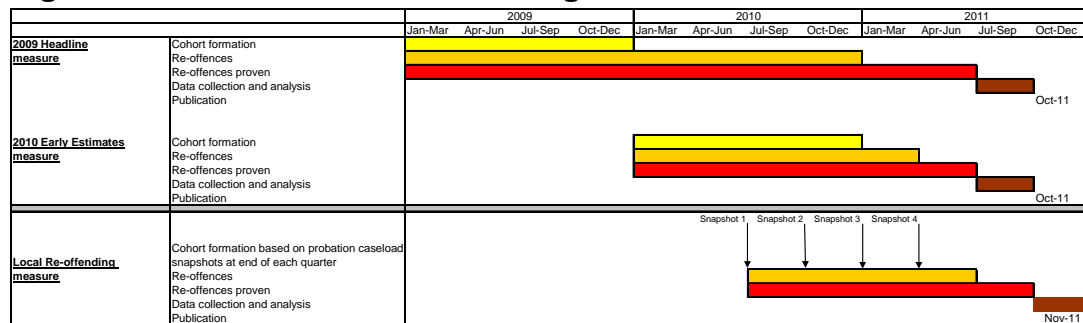 2009 2010 2011
Jan-Mar Apr-Jun Jul-Sep Oct-Dec Jan-Mar Apr-Jun Jul-Sep Oct-Dec Jan-Mar Apr-Jun Jul-Sep Oct-Dec
2009 Headline Cohort formation
measure Re-offences
Re-offences proven
Data collection and analysis
Publication Oct-11
2010 Early Estimates Cohort formation
measure Re-offences
Re-offences proven
Data collection and analysis
Publication Oct-11
Snapshot 1 Snapshot 2 Snapshot 3 Snapshot 4
Cohort formation based on probation caseload
Local Re-offending snapshots at end of each quarter
measure Re-offences
Re-offences proven
Data collection and analysis
Publication Nov-11